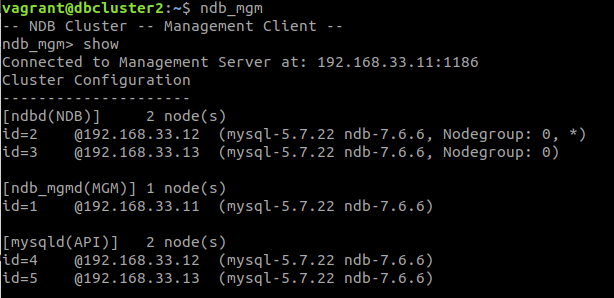 vagrant@dbcluster2:~$ ndb_mgm
-- NDB Cluster -- Management Client --
ndb_mgm> show
Connected to Management Server at: 192.168.33.11:1186
Cluster Configuration
---------------------
[ndbd(NDB)]     2 node(s)
id=2    @192.168.33.12  (mysql-5.7.22 ndb-7.6.6, Nodegroup: 0, *)
id=3    @192.168.33.13  (mysql-5.7.22 ndb-7.6.6, Nodegroup: 0)

[ndb_mgmd(MGM)] 1 node(s)
id=1    @192.168.33.11  (mysql-5.7.22 ndb-7.6.6)

[mysqld(API)]   2 node(s)
id=4    @192.168.33.12  (mysql-5.7.22 ndb-7.6.6)
id=5    @192.168.33.13  (mysql-5.7.22 ndb-7.6.6)